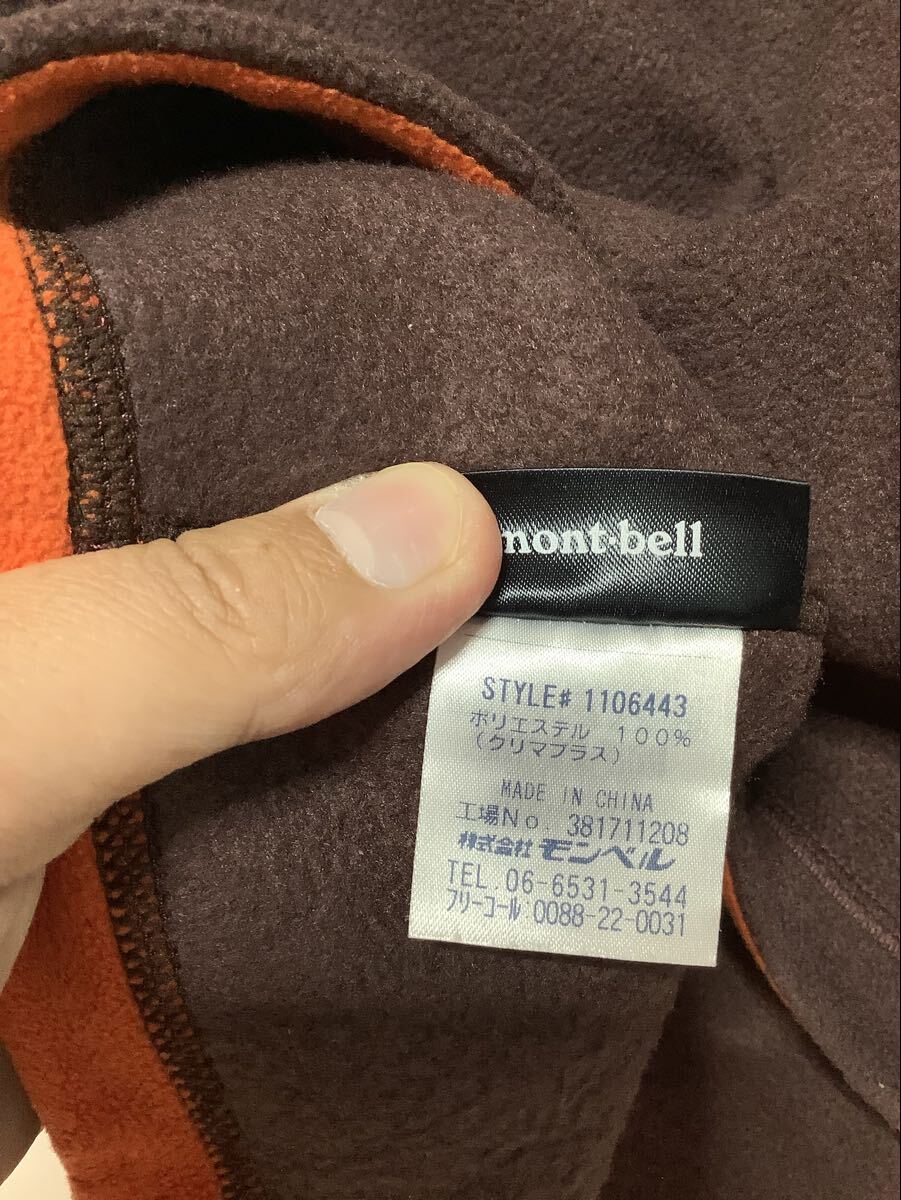 mont-bell
STYLE# 1106443
ポリエステル 100%
(クリマプラス)
MADE IN CHINA
工場No. 381711208
株式会社 モンベル
TEL. 06-6531-3544
フリーコール:0088-22-0031